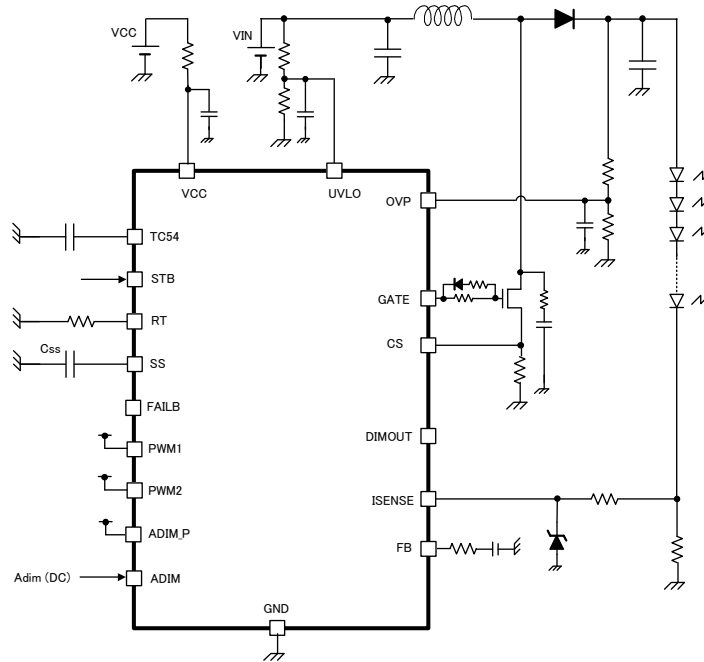 VCC
VIN
VCC
UVLO
OVP
TC54
STB
GATE
RT
CS
Css
SS
FAILB
DIMOUT
PWM1
PWM2
ISENSE
ADIM_P
FB
Adim (DC)
ADIM
GND